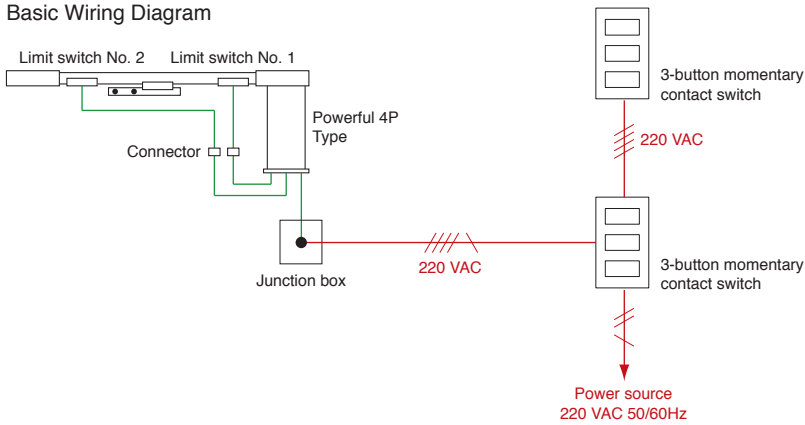 Basic Wiring Diagram
Limit switch No. 2
Limit switch No. 1
Powerful 4P
Type
Connector
Junction box
220 VAC
3-button momentary
contact switch
220 VAC
3-button momentary
contact switch
Power source
220 VAC 50/60Hz